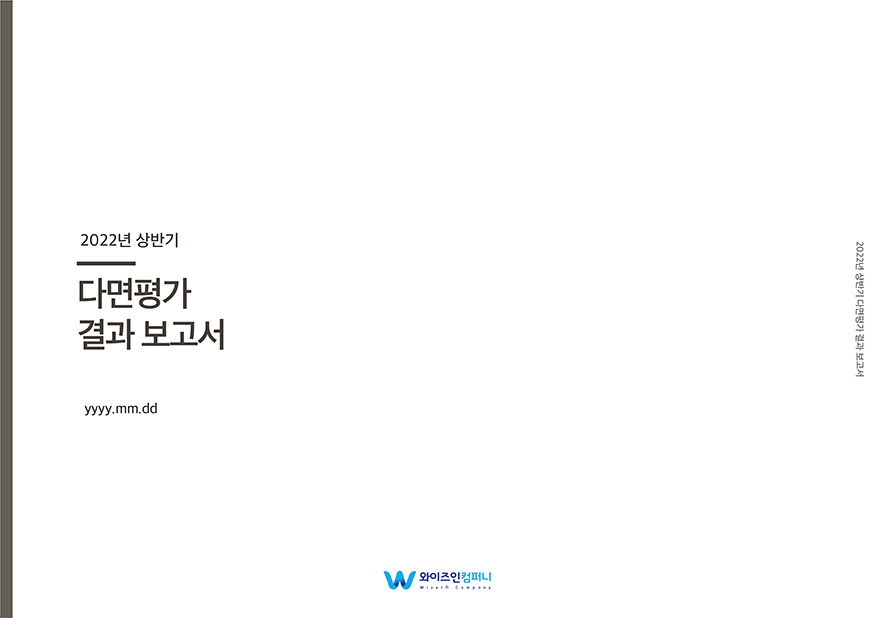 2022년 상반기
다면평가
결과 보고서
yyyy.mm.dd
2022년 상반기 다면평가 결과 보고서
와이즈인컴퍼니
WiseIn Company